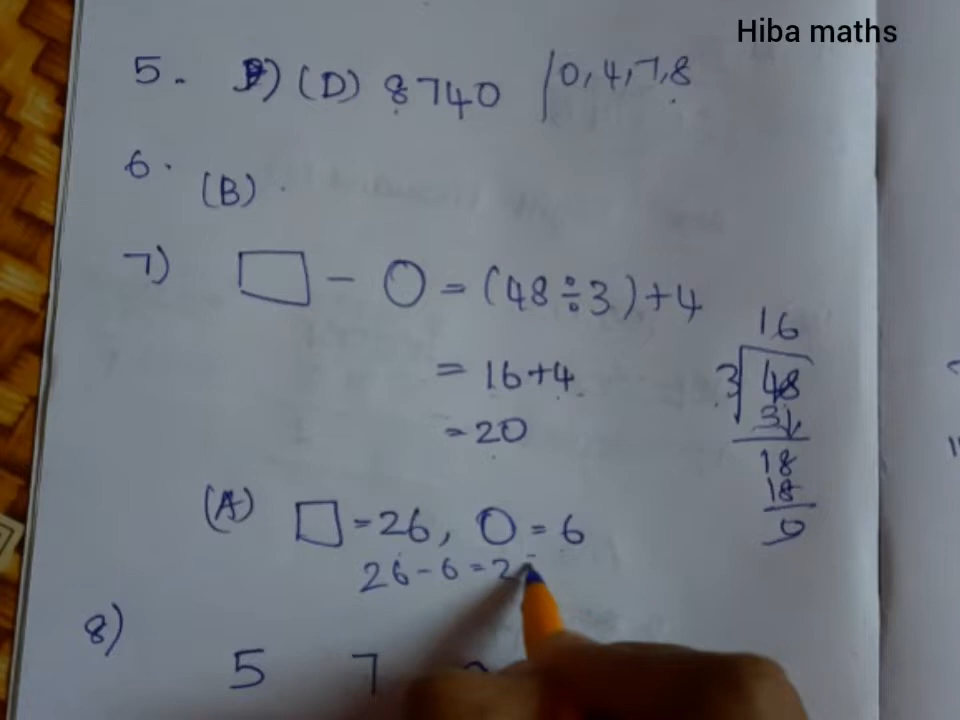 Hiba maths
5. (D) 8740 / 0, 4, 7, 8
6. (B)
7) □ - ○ = (48 ÷ 3) + 4
= 16 + 4
= 20
16
3 48
3
18
18
0
(A) □ = 26, ○ = 6
26 - 6 = 2
8)
5 7